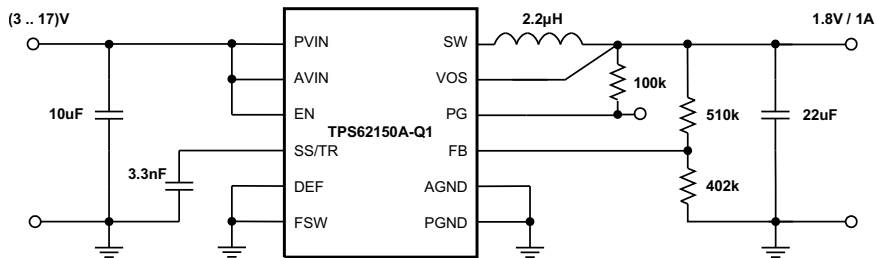 (3 .. 17)V
2.2µH
1.8V / 1A
PVIN
SW
AVIN
VOS
100k
10uF
EN
PG
510k
22uF
TPS62150A-Q1
SS/TR
FB
3.3nF
DEF
AGND
402k
FSW
PGND